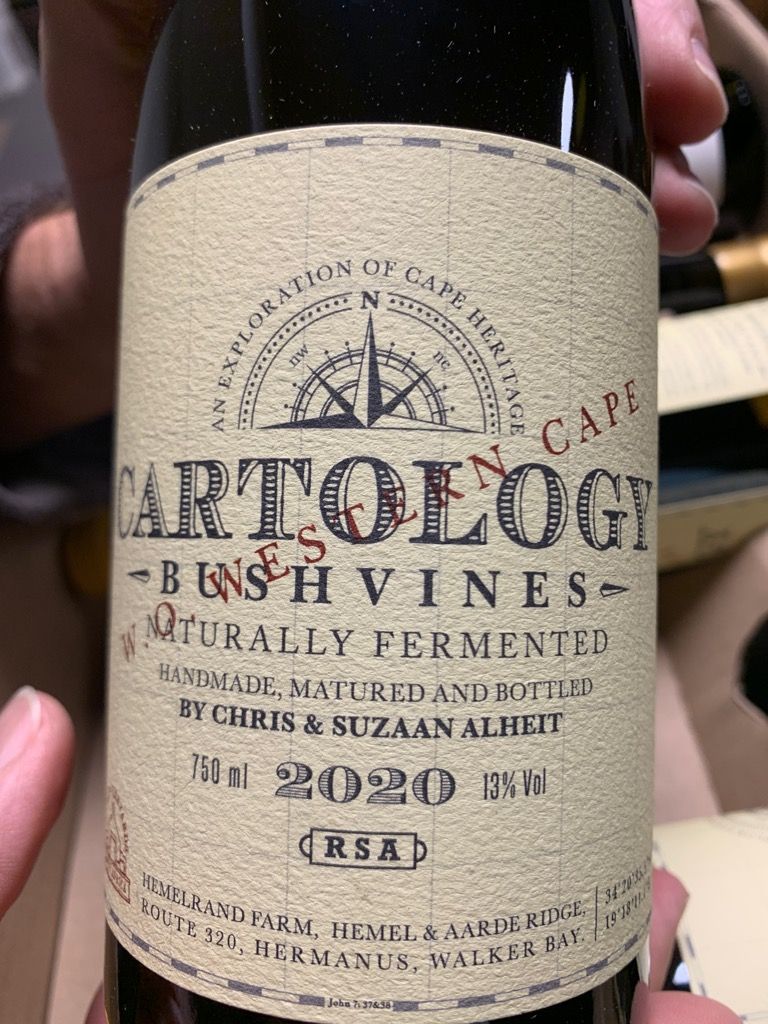 AN EXPLORATION OF CAPE HERITAGE
N
nw
ne
CARTOLOGY
W.O. WESTERN CAPE
BUSHVINES
NATURALLY FERMENTED
HANDMADE, MATURED AND BOTTLED
BY CHRIS & SUZAAN ALHEIT
750 ml 2020 13% Vol
RSA
HEMELRAND FARM, HEMEL & AARDE RIDGE,
ROUTE 320, HERMANUS, WALKER BAY.
John 7: 37&38